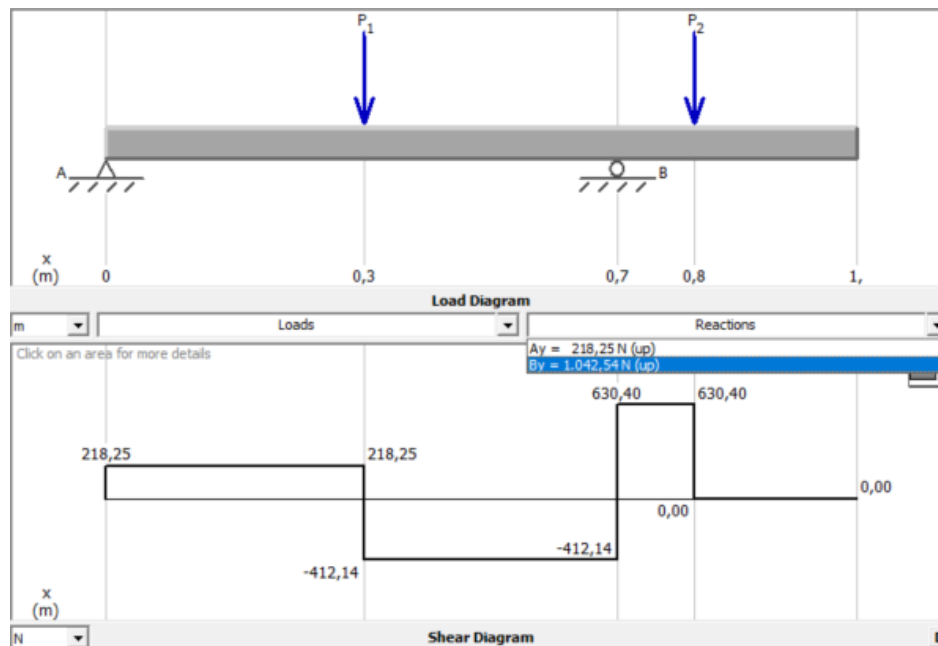 P1 P2
A B
x
(m) 0 0,3 0,7 0,8 1,
Load Diagram
m Loads Reactions
Click on an area for more details
Ay = 218,25 N (up)
By = 1.042,54 N (up)
630,40 630,40
218,25 218,25
0,00
0,00
-412,14
-412,14
x
(m)
N Shear Diagram